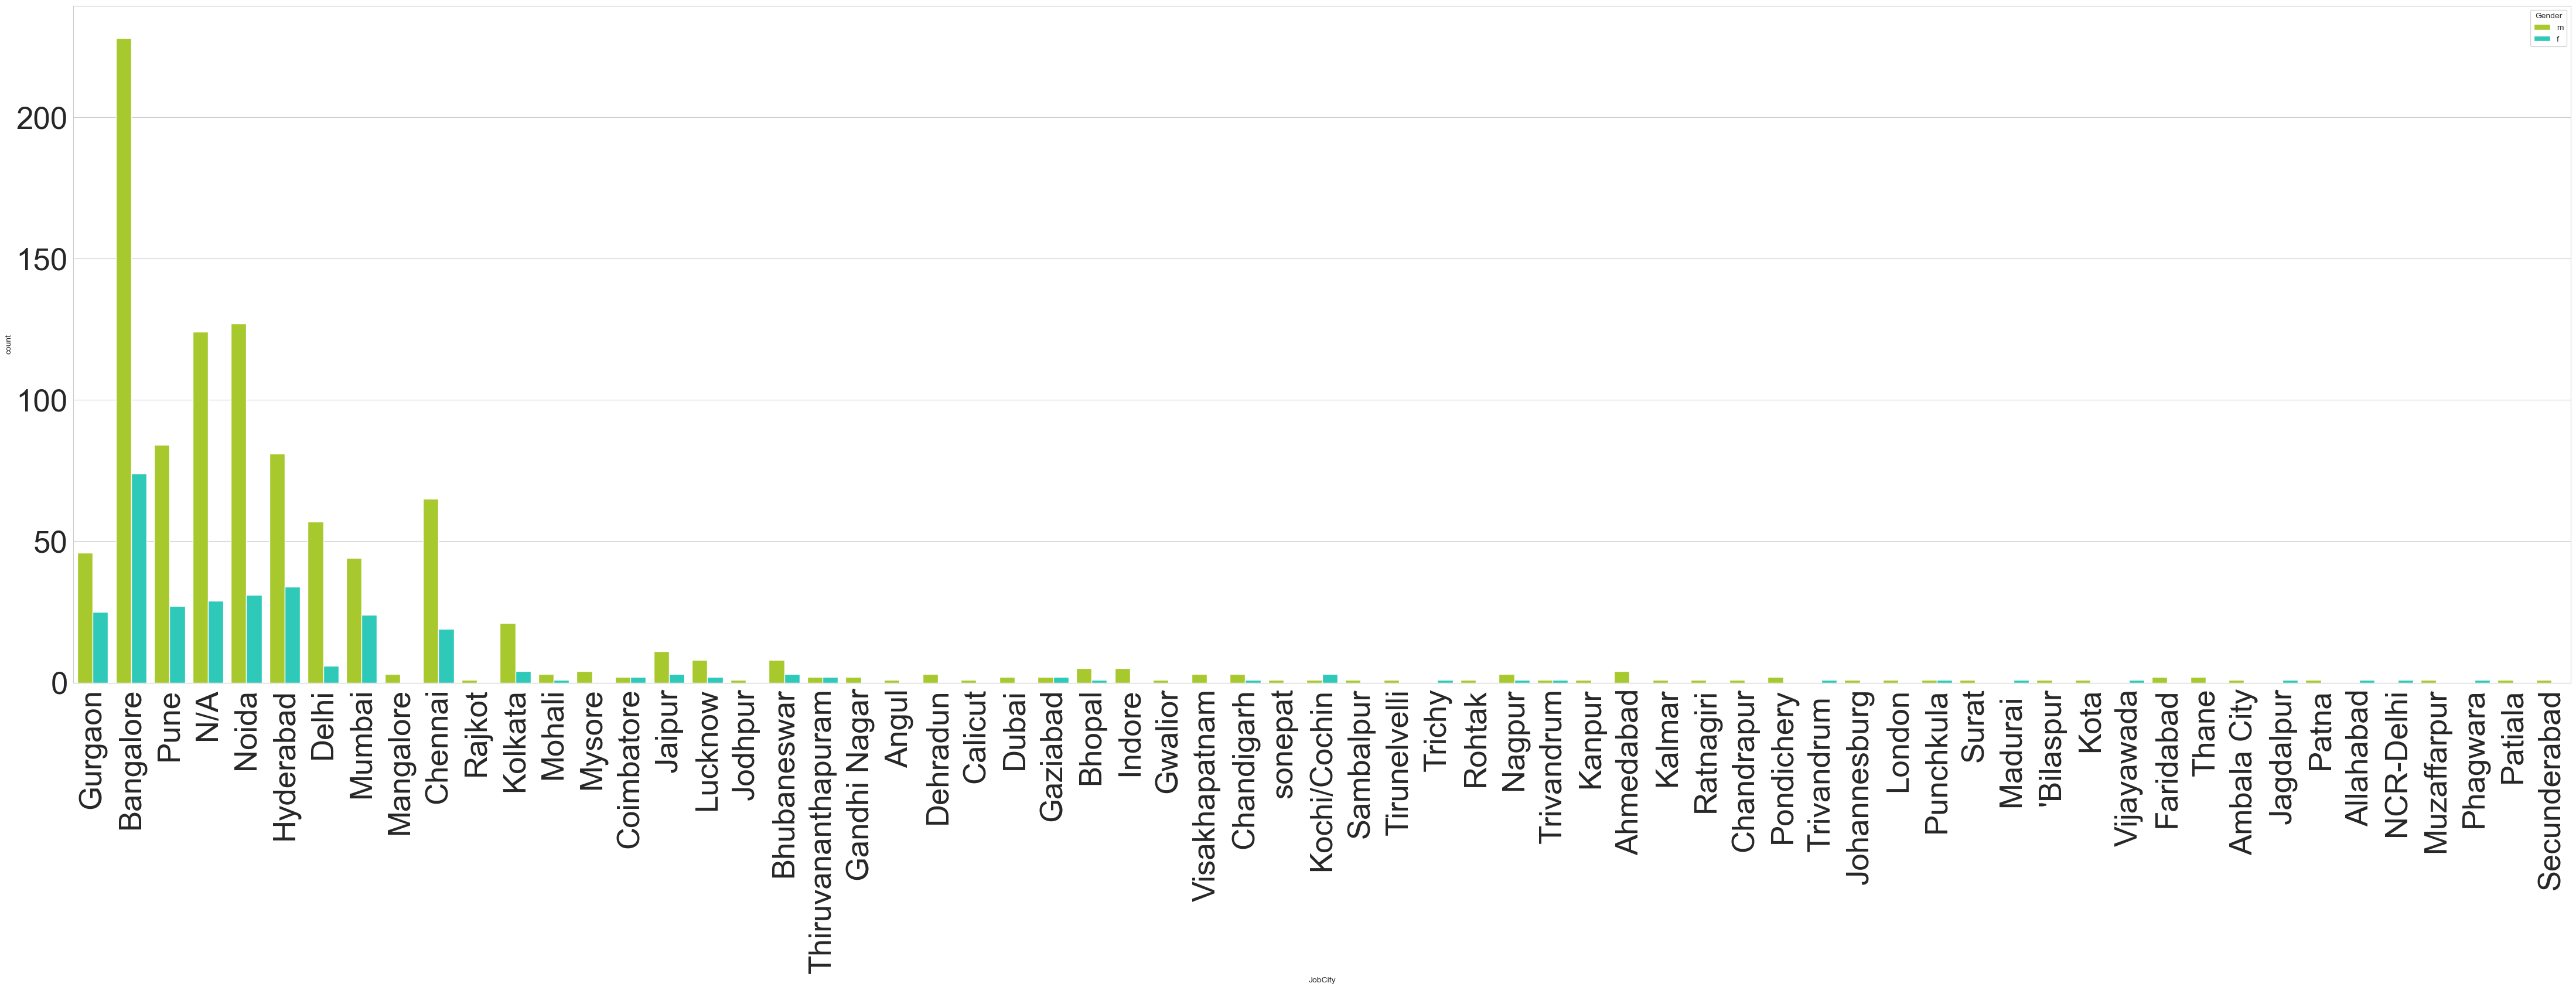 Gender
m
f
count
200
150
100
50
0
Gurgaon
Bangalore
Pune
N/A
Noida
Hyderabad
Delhi
Mumbai
Mangalore
Chennai
Rajkot
Kolkata
Mohali
Mysore
Coimbatore
Jaipur
Lucknow
Jodhpur
Bhubaneswar
Thiruvananthapuram
Gandhi Nagar
Angul
Dehradun
Calicut
Dubai
Gaziabad
Bhopal
Indore
Gwalior
Visakhapatnam
Chandigarh
sonepat
Kochi/Cochin
Sambalpur
Tirunelvelli
Trichy
Rohtak
Nagpur
Trivandrum
Kanpur
Ahmedabad
Kalmar
Ratnagiri
Chandrapur
Pondichery
Trivandrum
Johannesburg
London
Punchkula
Surat
Madurai
'Bilaspur
Kota
Vijayawada
Faridabad
Thane
Ambala City
Jagdalpur
Patna
Allahabad
NCR-Delhi
Muzaffarpur
Phagwara
Patiala
Secunderabad
JobCity